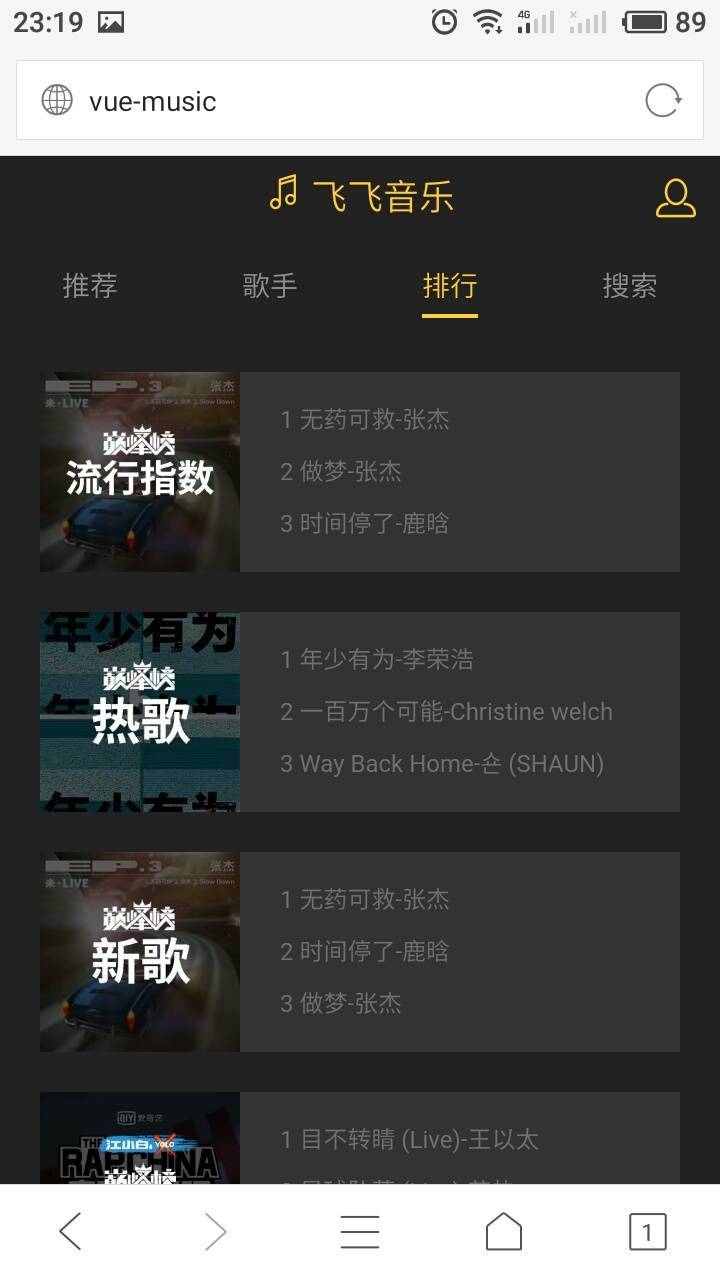 23:19
4G
89
vue-music
飞飞音乐
推荐 歌手 排行 搜索
EP.3 张杰
未·LIVE
巅峰榜
流行指数
1 无药可救-张杰
2 做梦-张杰
3 时间停了-鹿晗
年少有为
巅峰榜
热歌
年少有为
1 年少有为-李荣浩
2 一百万个可能-Christine welch
3 Way Back Home-숀 (SHAUN)
EP.3 张杰
未·LIVE
巅峰榜
新歌
1 无药可救-张杰
2 时间停了-鹿晗
3 做梦-张杰
爱奇艺
THE 江小白 YOLO
RAP CHINA
巅峰榜
1 目不转睛 (Live)-王以太
1